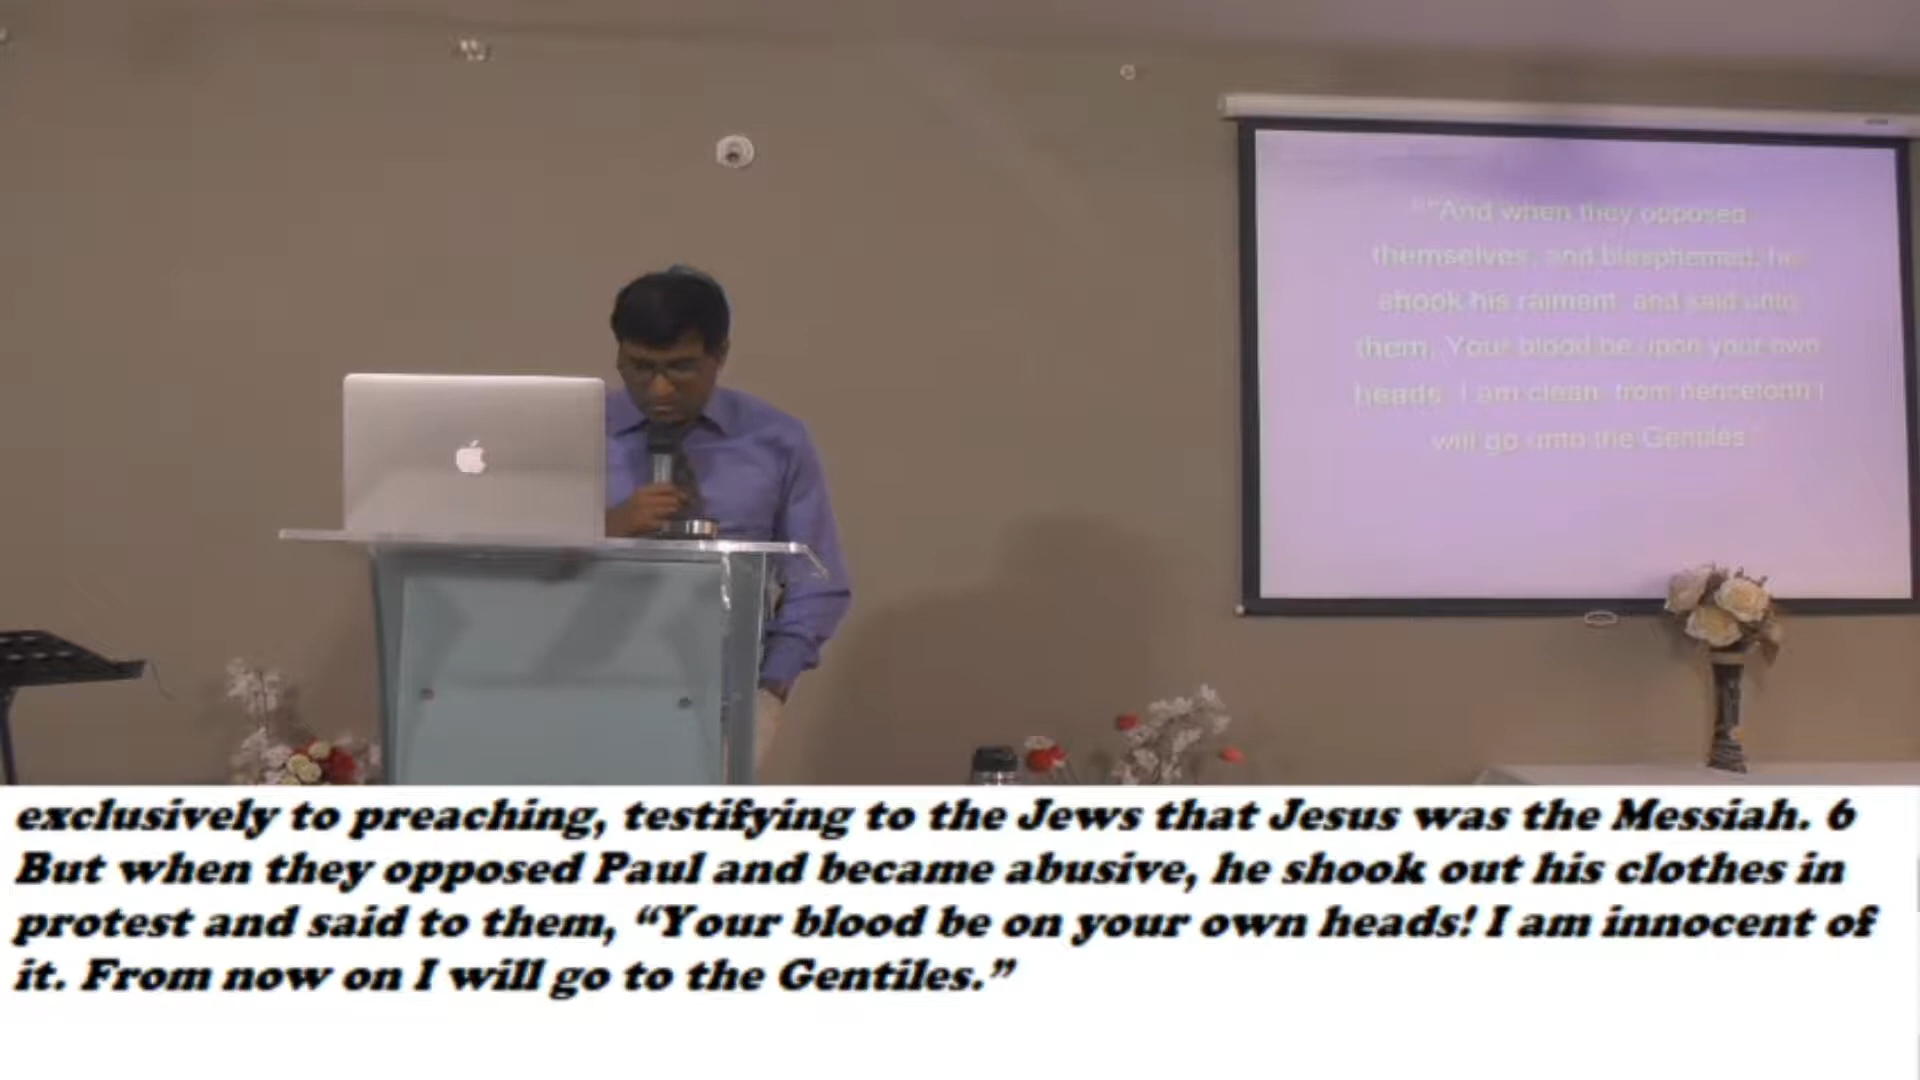 "And when they opposed
themselves, and blasphemed, he
shook his raiment, and said unto
them, Your blood be upon your own
heads; I am clean: from henceforth I
will go unto the Gentiles."
exclusively to preaching, testifying to the Jews that Jesus was the Messiah. 6
But when they opposed Paul and became abusive, he shook out his clothes in
protest and said to them, “Your blood be on your own heads! I am innocent of
it. From now on I will go to the Gentiles.”